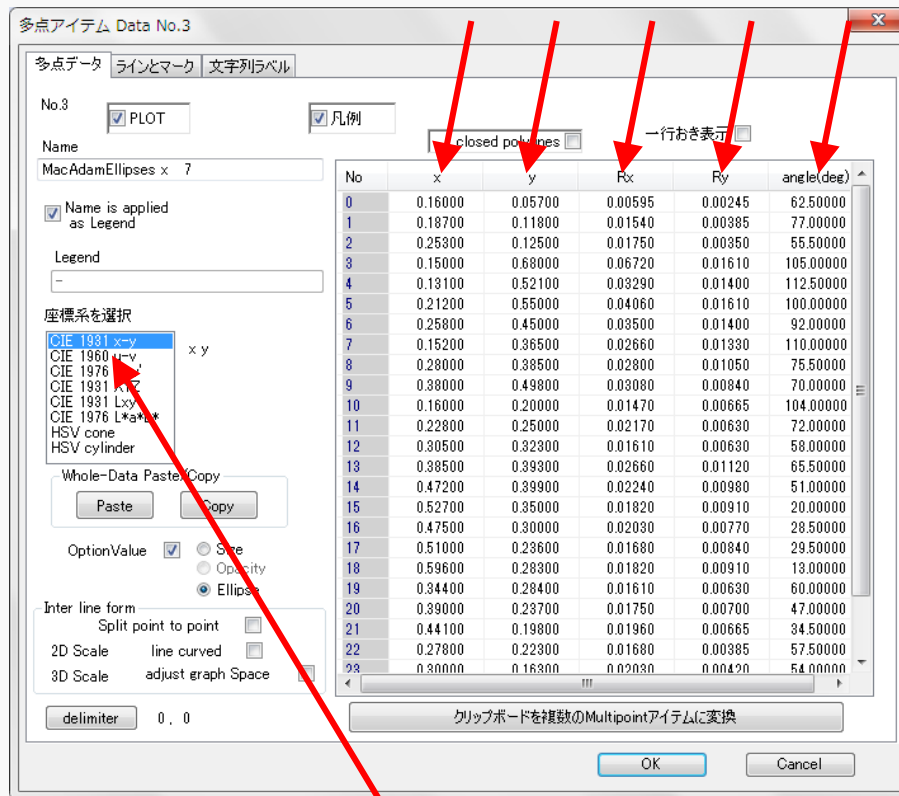 多点アイテム Data No.3
多点データ ラインとマーク 文字列ラベル
No.3
PLOT
凡例
closed polylines
一行おき表示
Name
MacAdamEllipses x 7
Name is applied
as Legend
Legend
-
座標系を選択
CIE 1931 x-y
CIE 1960 u-v
CIE 1976
CIE 1931 XYZ
CIE 1931 Lxy
CIE 1976 L*a*b*
HSV cone
HSV cylinder
x y
Whole-Data Paste/Copy
Paste Copy
OptionValue
Size
Opacity
Ellipse
Inter line form
Split point to point
2D Scale line curved
3D Scale adjust graph Space
delimiter 0 , 0
No x y Rx Ry angle(deg)
0 0.16000 0.05700 0.00595 0.00245 62.50000
1 0.18700 0.11800 0.01540 0.00385 77.00000
2 0.25300 0.12500 0.01750 0.00350 55.50000
3 0.15000 0.68000 0.06720 0.01610 105.00000
4 0.13100 0.52100 0.03290 0.01400 112.50000
5 0.21200 0.55000 0.04060 0.01610 100.00000
6 0.25800 0.45000 0.03500 0.01400 92.00000
7 0.15200 0.36500 0.02660 0.01330 110.00000
8 0.28000 0.38500 0.02800 0.01050 75.50000
9 0.38000 0.49800 0.03080 0.00840 70.00000
10 0.16000 0.20000 0.01470 0.00665 104.00000
11 0.22800 0.25000 0.02170 0.00630 72.00000
12 0.30500 0.32300 0.01610 0.00630 58.00000
13 0.38500 0.39300 0.02660 0.01120 65.50000
14 0.47200 0.39900 0.02240 0.00980 51.00000
15 0.52700 0.35000 0.01820 0.00910 20.00000
16 0.47500 0.30000 0.02030 0.00770 28.50000
17 0.51000 0.23600 0.01680 0.00840 29.50000
18 0.59600 0.28300 0.01820 0.00910 13.00000
19 0.34400 0.28400 0.01610 0.00630 60.00000
20 0.39000 0.23700 0.01750 0.00700 47.00000
21 0.44100 0.19800 0.01960 0.00665 34.50000
22 0.27800 0.22300 0.01680 0.00385 57.50000
23 0.30000 0.16300 0.02030 0.00420 54.00000
クリップボードを複数のMultipointアイテムに変換
OK Cancel